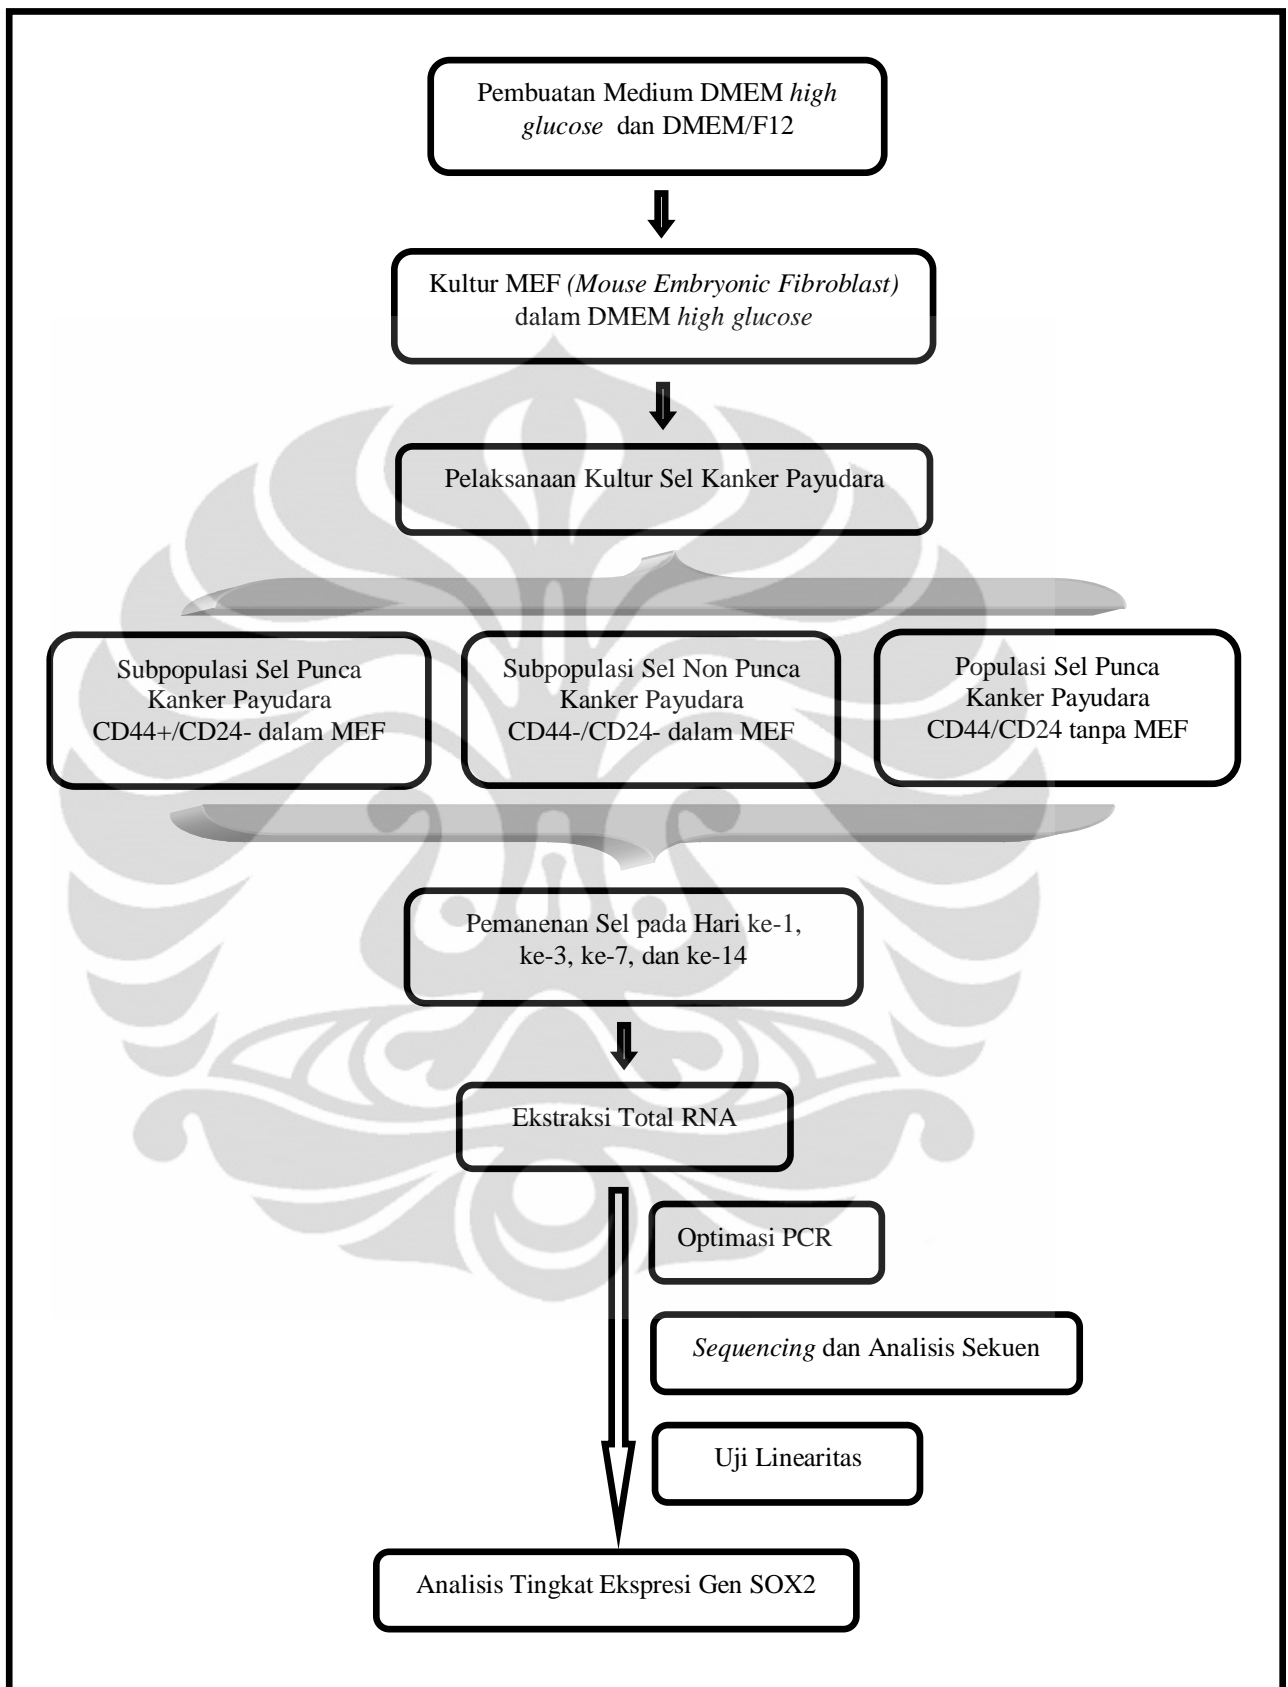 Pembuatan Medium DMEM high
glucose dan DMEM/F12
Kultur MEF (Mouse Embryonic Fibroblast)
dalam DMEM high glucose
Pelaksanaan Kultur Sel Kanker Payudara
Subpopulasi Sel Punca
Kanker Payudara
CD44+/CD24- dalam MEF
Subpopulasi Sel Non Punca
Kanker Payudara
CD44-/CD24- dalam MEF
Populasi Sel Punca
Kanker Payudara
CD44/CD24 tanpa MEF
Pemanenan Sel pada Hari ke-1,
ke-3, ke-7, dan ke-14
Ekstraksi Total RNA
Optimasi PCR
Sequencing dan Analisis Sekuen
Uji Linearitas
Analisis Tingkat Ekspresi Gen SOX2